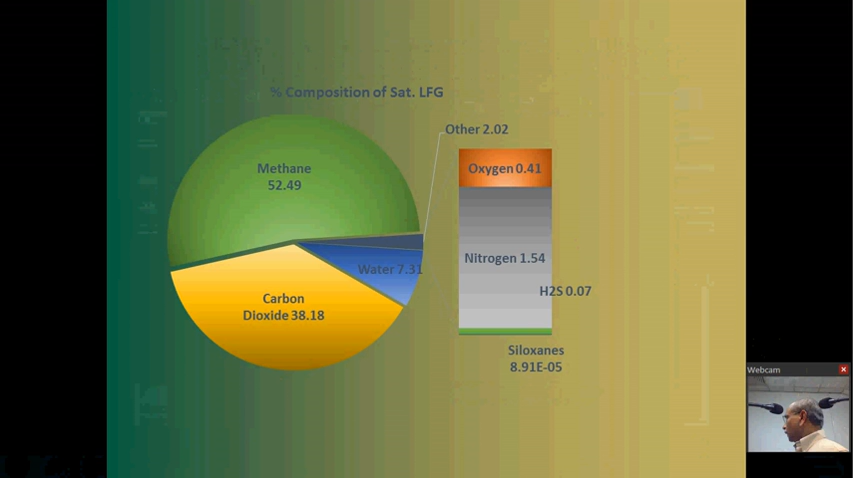 % Composition of Sat. LFG
Other 2.02
Methane
52.49
Oxygen 0.41
Nitrogen 1.54
Water 7.31
H2S 0.07
Carbon
Dioxide 38.18
Siloxanes
8.91E-05
Webcam